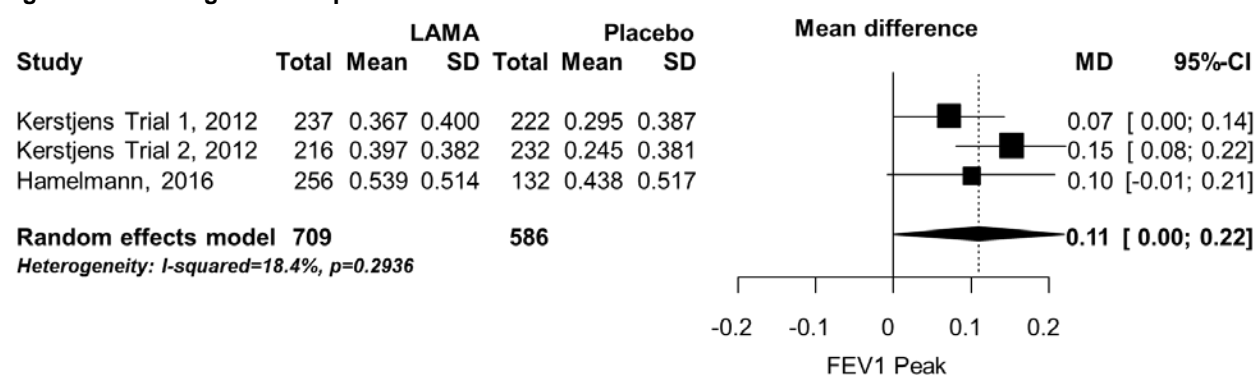 LAMA Placebo Mean difference
Study Total Mean SD Total Mean SD MD 95%-CI
Kerstjens Trial 1, 2012 237 0.367 0.400 222 0.295 0.387 0.07 [ 0.00; 0.14]
Kerstjens Trial 2, 2012 216 0.397 0.382 232 0.245 0.381 0.15 [ 0.08; 0.22]
Hamelmann, 2016 256 0.539 0.514 132 0.438 0.517 0.10 [-0.01; 0.21]
Random effects model 709 586 0.11 [ 0.00; 0.22]
Heterogeneity: I-squared=18.4%, p=0.2936
-0.2 -0.1 0 0.1 0.2
FEV1 Peak